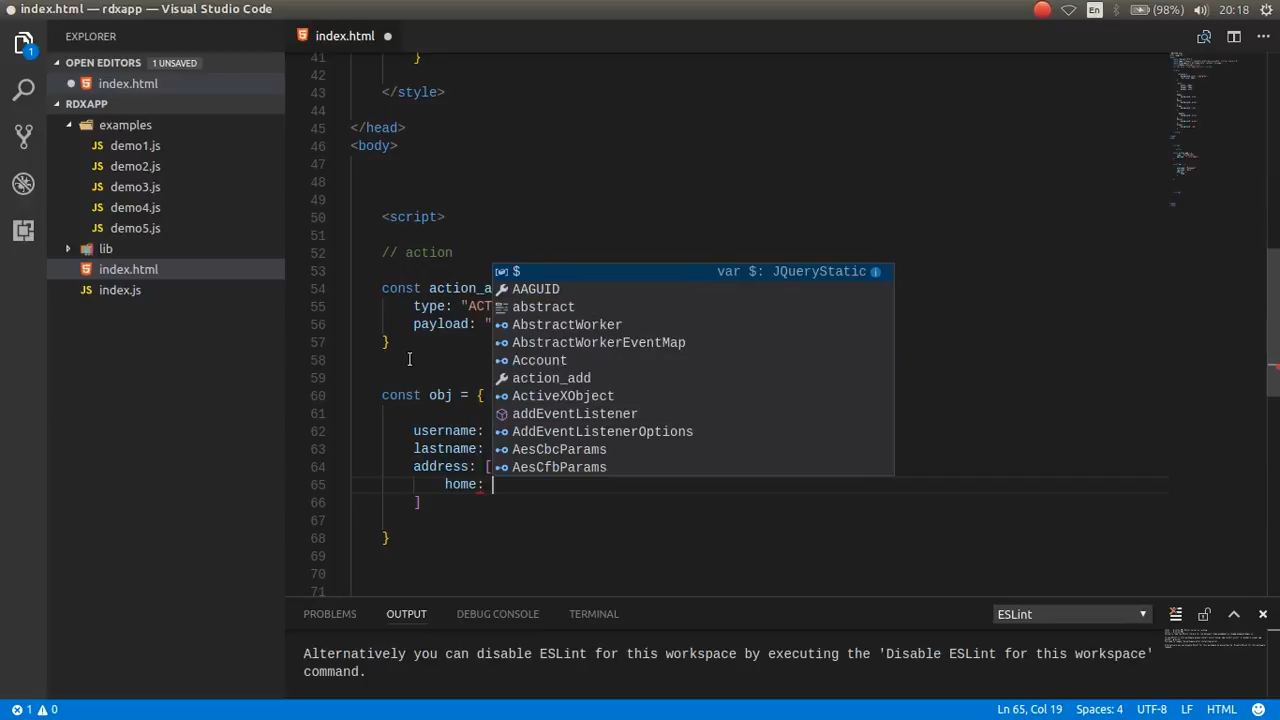 index.html - rdxapp - Visual Studio Code
En
(98%)
20:18
EXPLORER
index.html
OPEN EDITORS
1 UNSAVED
index.html
RDXAPP
examples
JS demo1.js
JS demo2.js
JS demo3.js
JS demo4.js
JS demo5.js
lib
index.html
JS index.js
1
41 }
42
43 </style>
44
45 </head>
46 <body>
47
48
49
50 <script>
51
52 // action
53
54 const action_a
55 type: "ACT
56 payload: "
57 }
58
59
60 const obj = {
61
62 username:
63 lastname:
64 address: [
65 home:
66 ]
67
68 }
69
70
71
$ var $: JQueryStatic
AAGUID
abstract
AbstractWorker
AbstractWorkerEventMap
Account
action_add
ActiveXObject
addEventListener
AddEventListenerOptions
AesCbcParams
AesCfbParams
PROBLEMS OUTPUT DEBUG CONSOLE TERMINAL
ESLint
Alternatively you can disable ESLint for this workspace by executing the 'Disable ESLint for this workspace'
command.
1 0
Ln 65, Col 19 Spaces: 4 UTF-8 LF HTML